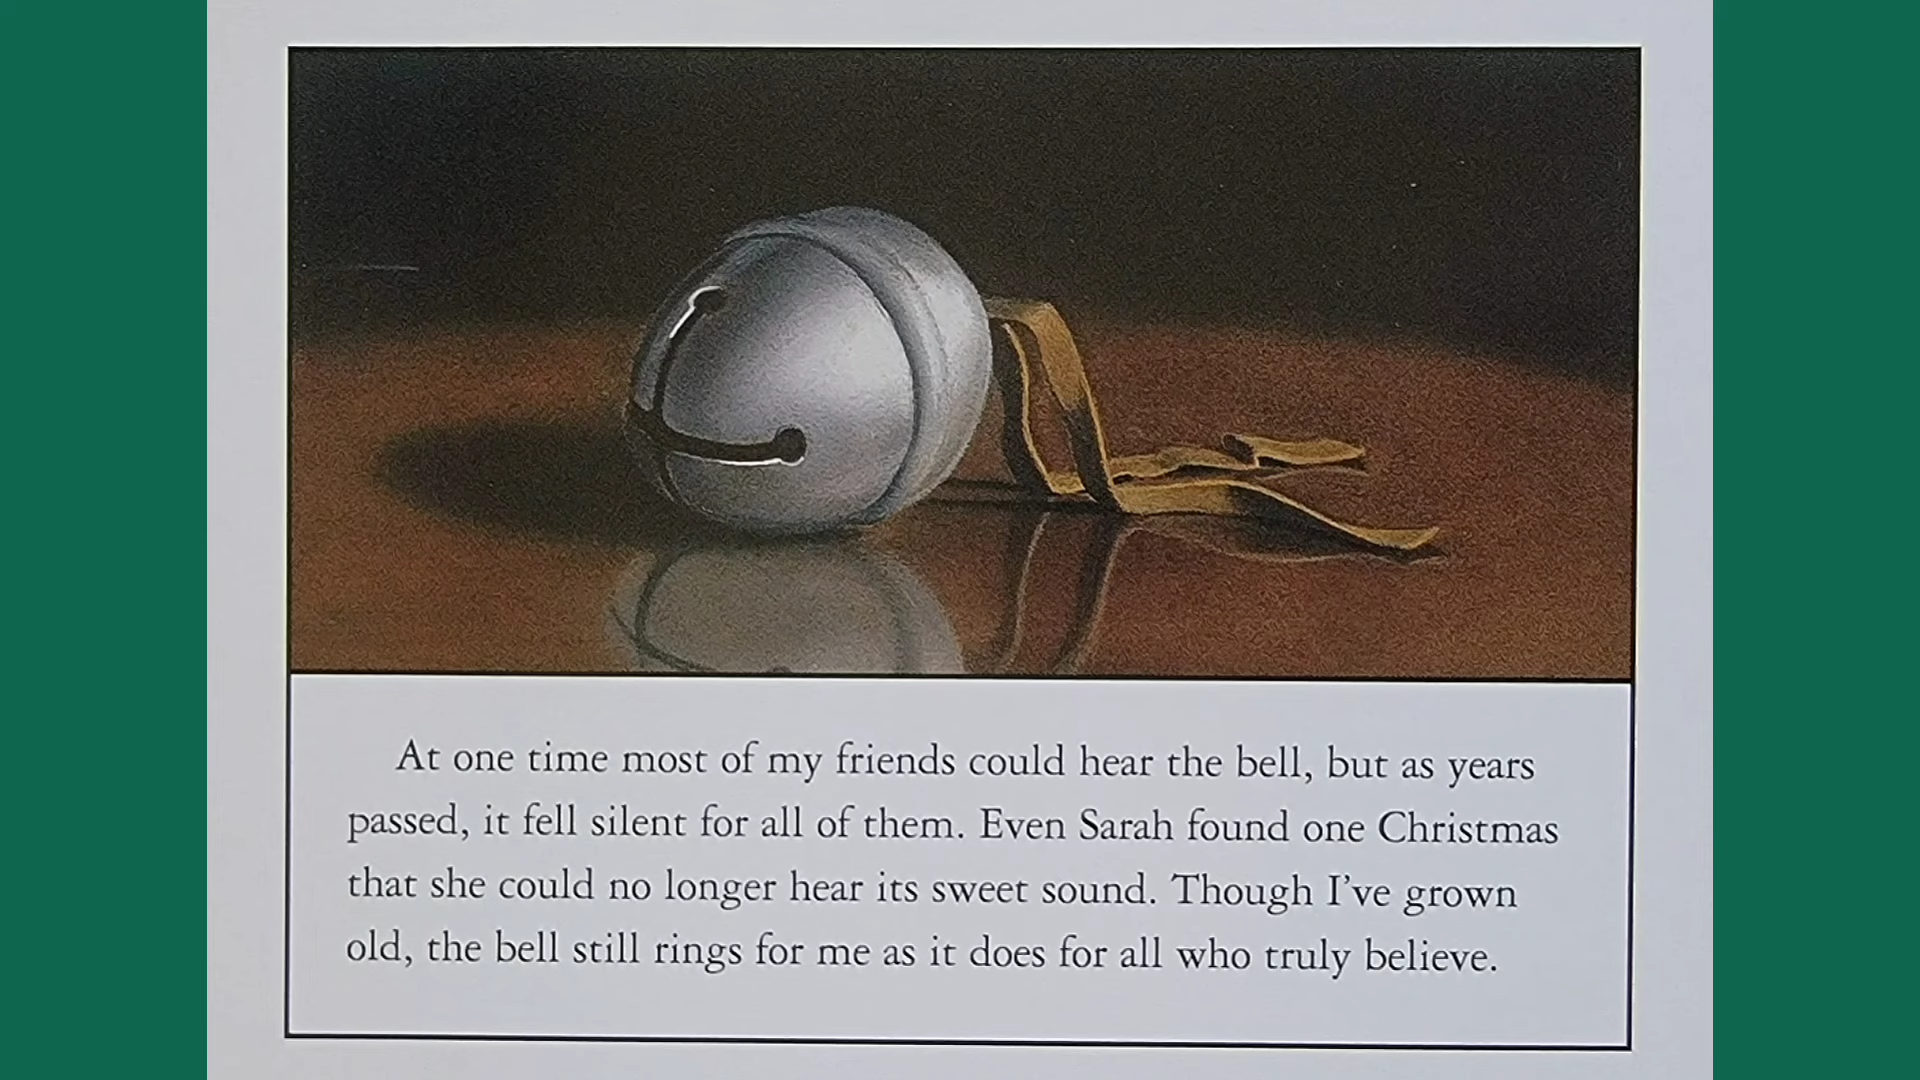 At one time most of my friends could hear the bell, but as years
passed, it fell silent for all of them. Even Sarah found one Christmas
that she could no longer hear its sweet sound. Though I've grown
old, the bell still rings for me as it does for all who truly believe.